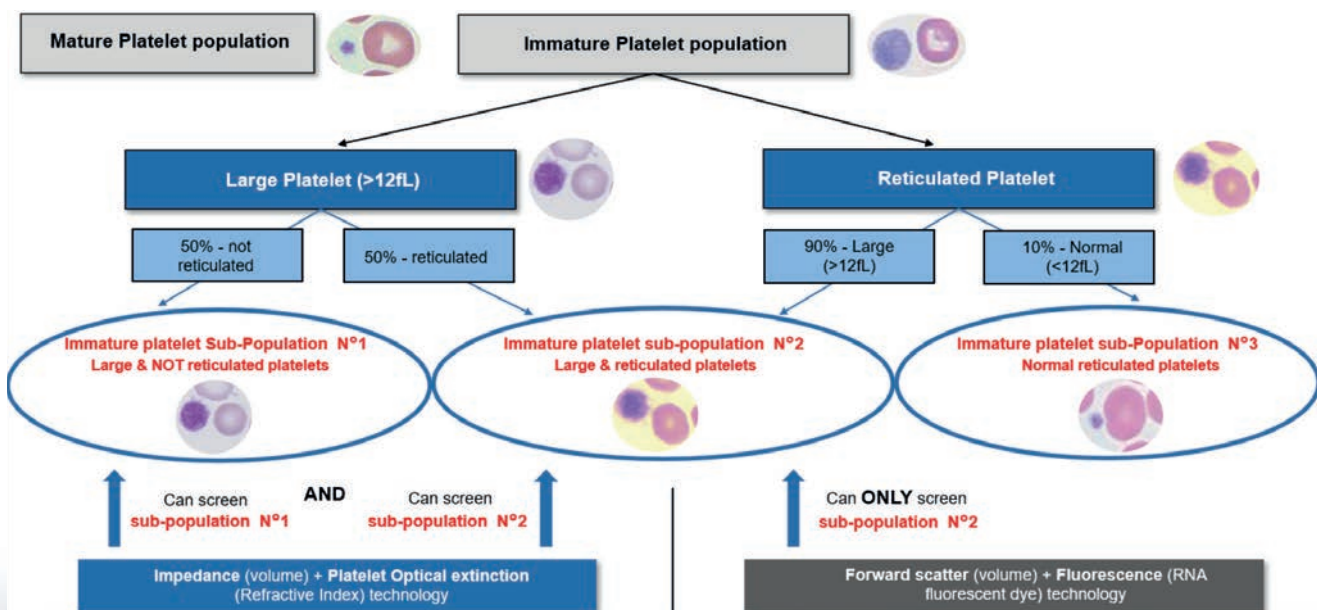 Mature Platelet population
Immature Platelet population
Large Platelet (>12fL)
Reticulated Platelet
50% - not
reticulated
50% - reticulated
90% - Large
(>12fL)
10% - Normal
(<12fL)
Immature platelet Sub-Population N°1
Large & NOT reticulated platelets
Immature platelet sub-population N°2
Large & reticulated platelets
Immature platelet sub-Population N°3
Normal reticulated platelets
Can screen
sub-population N°1
AND
Can screen
sub-population N°2
Can ONLY screen
sub-population N°2
Impedance (volume) + Platelet Optical extinction
(Refractive Index) technology
Forward scatter (volume) + Fluorescence (RNA
fluorescent dye) technology